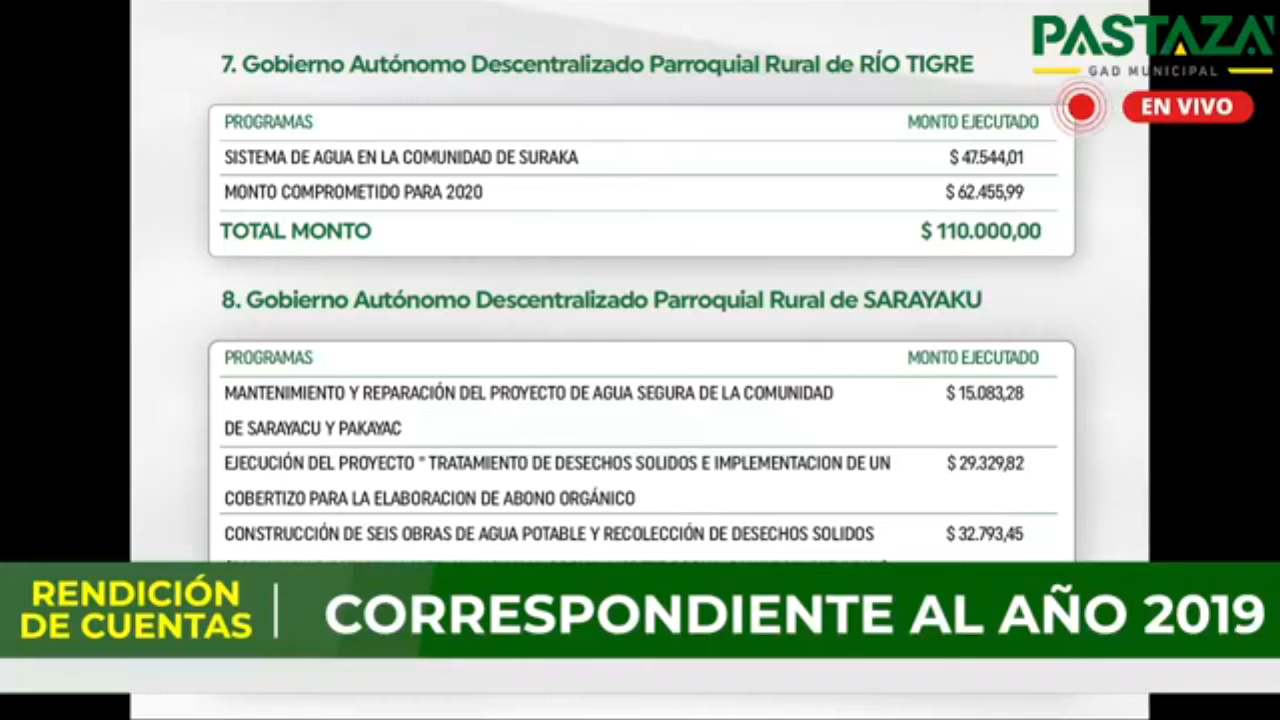 7. Gobierno Autónomo Descentralizado Parroquial Rural de RÍO TIGRE
PASTAZA
GAD MUNICIPAL
EN VIVO
PROGRAMAS MONTO EJECUTADO
SISTEMA DE AGUA EN LA COMUNIDAD DE SURAKA $ 47.544,01
MONTO COMPROMETIDO PARA 2020 $ 62.455,99
TOTAL MONTO $ 110.000,00
8. Gobierno Autónomo Descentralizado Parroquial Rural de SARAYAKU
PROGRAMAS MONTO EJECUTADO
MANTENIMIENTO Y REPARACIÓN DEL PROYECTO DE AGUA SEGURA DE LA COMUNIDAD $ 15.083,28
DE SARAYACU Y PAKAYAC
EJECUCIÓN DEL PROYECTO " TRATAMIENTO DE DESECHOS SOLIDOS E IMPLEMENTACION DE UN $ 29.329,82
COBERTIZO PARA LA ELABORACION DE ABONO ORGÁNICO
CONSTRUCCIÓN DE SEIS OBRAS DE AGUA POTABLE Y RECOLECCIÓN DE DESECHOS SOLIDOS $ 32.793,45
RENDICIÓN
DE CUENTAS
CORRESPONDIENTE AL AÑO 2019